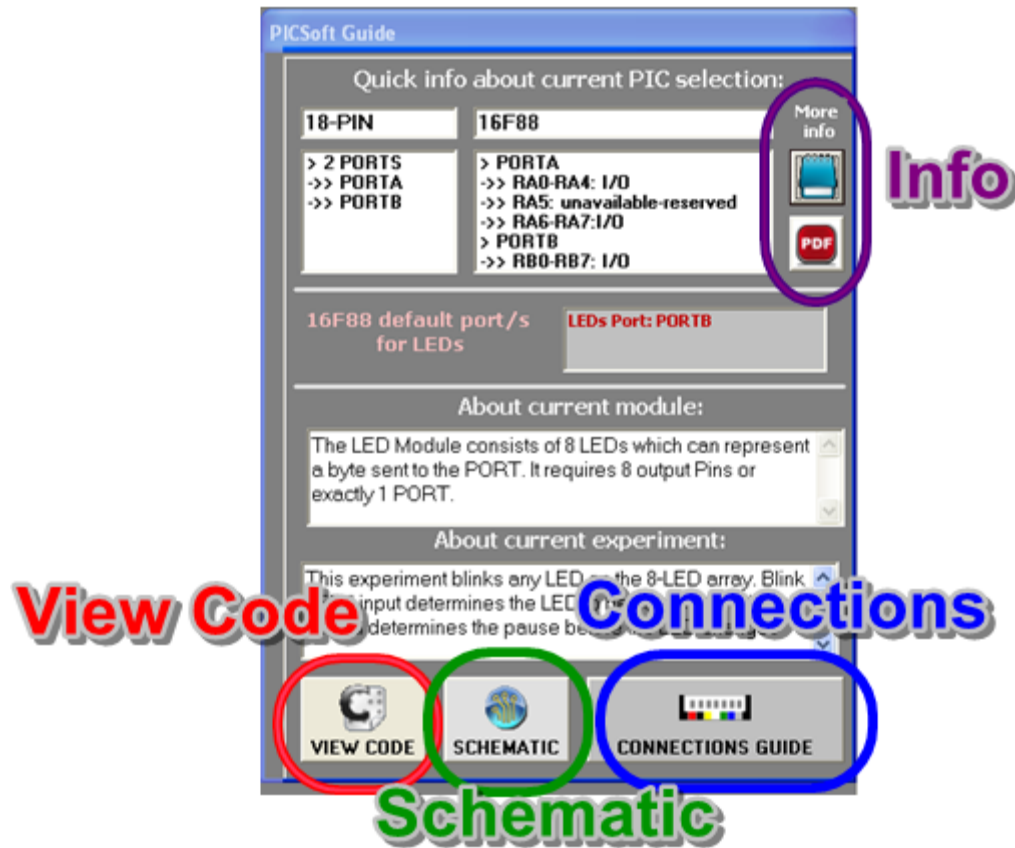 PICSoft Guide
Quick info about current PIC selection:
More
info
18-PIN
16F88
> 2 PORTS
->> PORTA
->> PORTB
> PORTA
->> RA0-RA4: I/O
->> RA5: unavailable-reserved
->> RA6-RA7:I/O
> PORTB
->> RB0-RB7: I/O
PDF
Info
16F88 default port/s
for LEDs
LEDs Port: PORTB
About current module:
The LED Module consists of 8 LEDs which can represent
a byte sent to the PORT. It requires 8 output Pins or
exactly 1 PORT.
About current experiment:
This experiment blinks any LED on the 8-LED array. Blink
input determines the LED
determines the pause
View Code
Connections
VIEW CODE
SCHEMATIC
CONNECTIONS GUIDE
Schematic